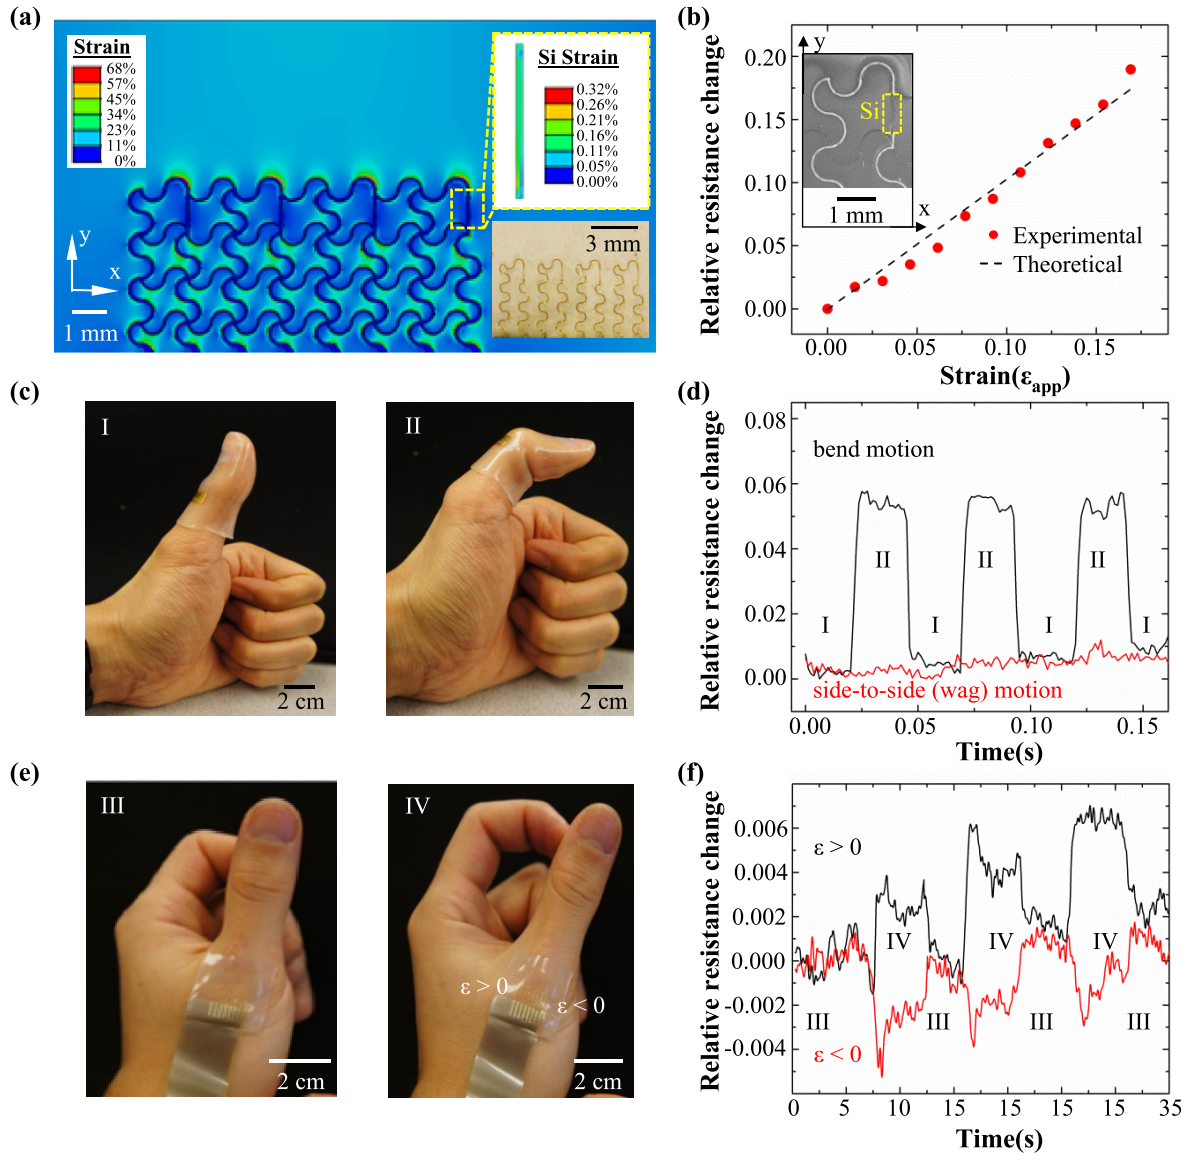 (a)
Strain
68%
57%
45%
34%
23%
11%
0%
Si Strain
0.32%
0.26%
0.21%
0.16%
0.11%
0.05%
0.00%
y
x
1 mm
3 mm
(b)
Relative resistance change
0.20
0.15
0.10
0.05
0.00
y
Si
1 mm
x
Experimental
Theoretical
0.00
0.05
0.10
0.15
Strain(εapp)
(c)
I
2 cm
II
2 cm
(d)
Relative resistance change
0.08
0.06
0.04
0.02
0.00
bend motion
II
II
II
I
I
I
I
side-to-side (wag) motion
0.00
0.05
0.10
0.15
Time(s)
(e)
III
2 cm
IV
ε > 0
ε < 0
2 cm
(f)
Relative resistance change
0.006
0.004
0.002
0.000
-0.002
-0.004
ε > 0
IV
IV
IV
III
III
III
III
ε < 0
0
5
10
15
15
15
15
35
Time(s)